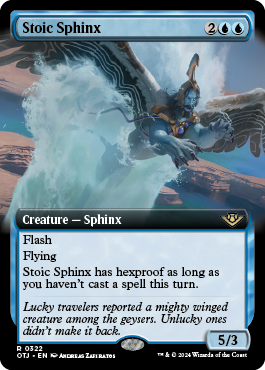 Stoic Sphinx 2
Creature — Sphinx
Flash
Flying
Stoic Sphinx has hexproof as long as
you haven't cast a spell this turn.
Lucky travelers reported a mighty winged
creature among the geysers. Unlucky ones
didn't make it back.
5/3
R 0322
OTJ • EN Andreas Zafiratos
™ & © 2024 Wizards of the Coast